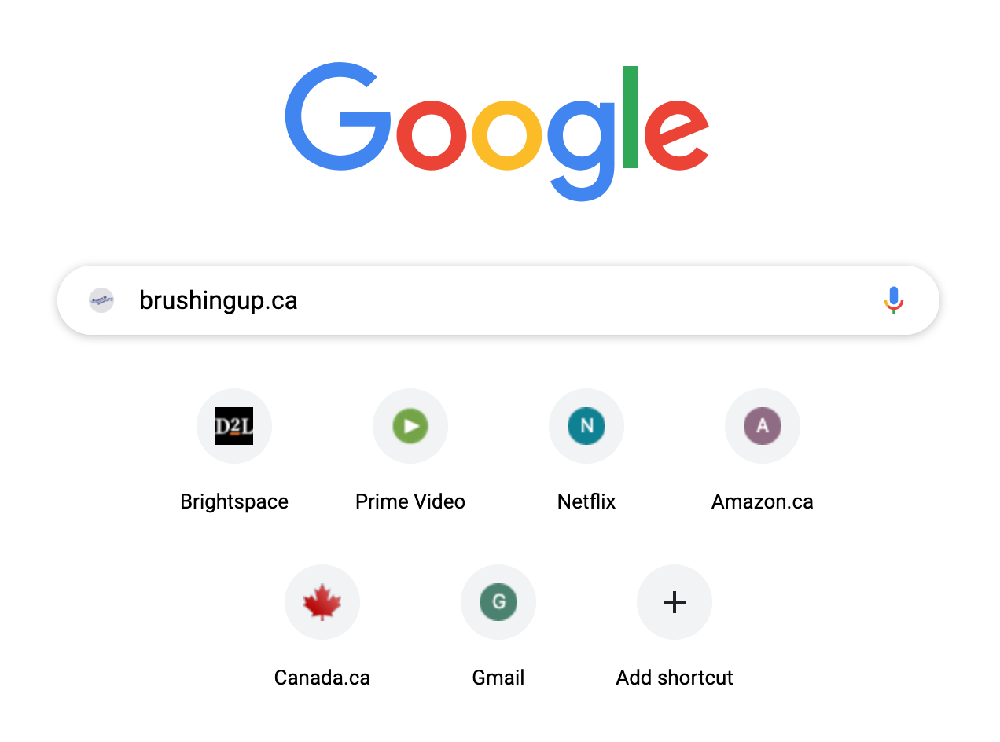 Google
brushingup.ca
D2L
N
A
Brightspace
Prime Video
Netflix
Amazon.ca
G
Canada.ca
Gmail
Add shortcut